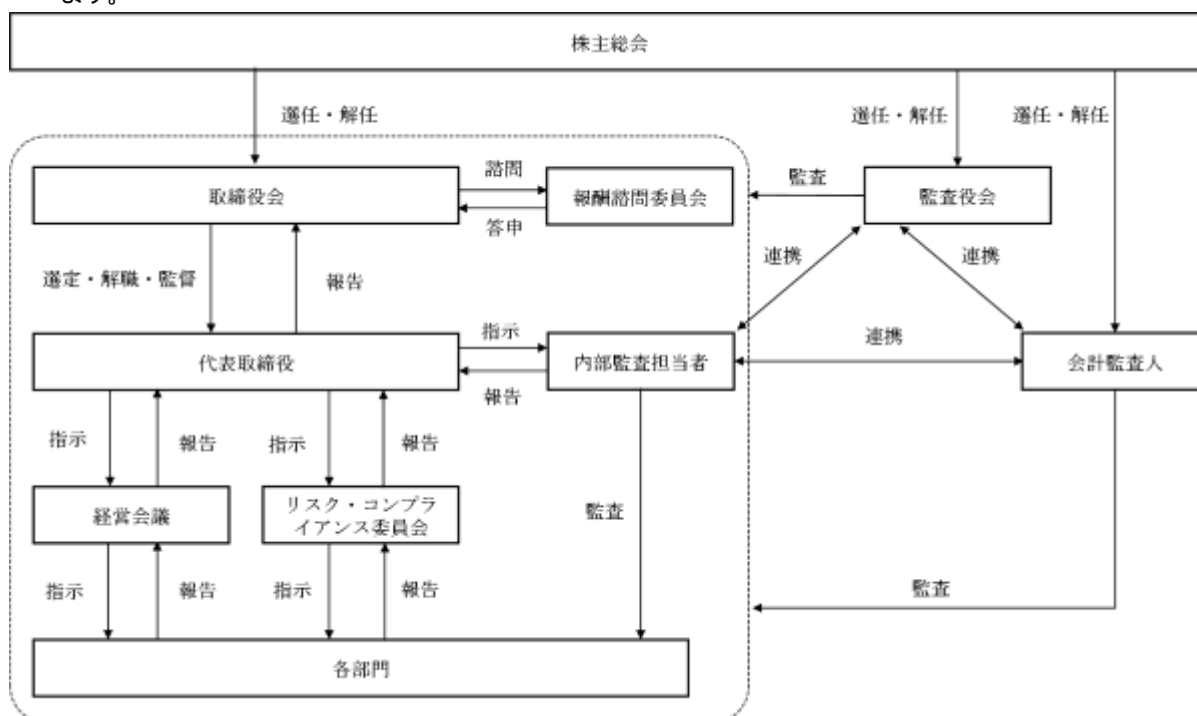 ます。
株主総会
選任・解任
選任・解任
選任・解任
取締役会
諮問
答申
報酬諮問委員会
監査
監査役会
選定・解職・監督
報告
連携
連携
代表取締役
指示
報告
内部監査担当者
連携
会計監査人
指示
報告
指示
報告
経営会議
リスク・コンプラ
イアンス委員会
監査
指示
報告
指示
報告
監査
各部門